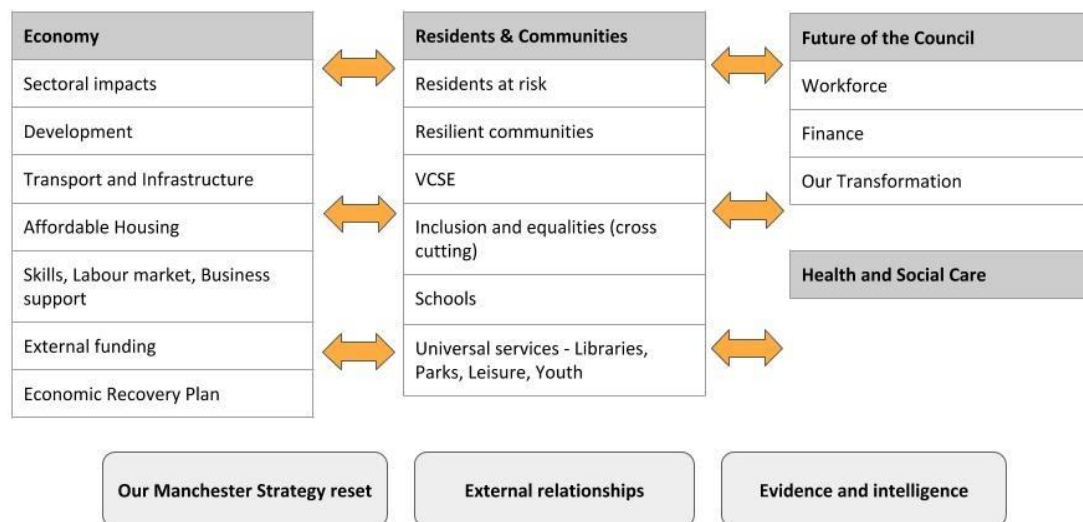 Economy
Sectoral impacts
Development
Transport and Infrastructure
Affordable Housing
Skills, Labour market, Business
support
External funding
Economic Recovery Plan
Residents & Communities
Residents at risk
Resilient communities
VCSE
Inclusion and equalities (cross
cutting)
Schools
Universal services - Libraries,
Parks, Leisure, Youth
Future of the Council
Workforce
Finance
Our Transformation
Health and Social Care
Our Manchester Strategy reset
External relationships
Evidence and intelligence